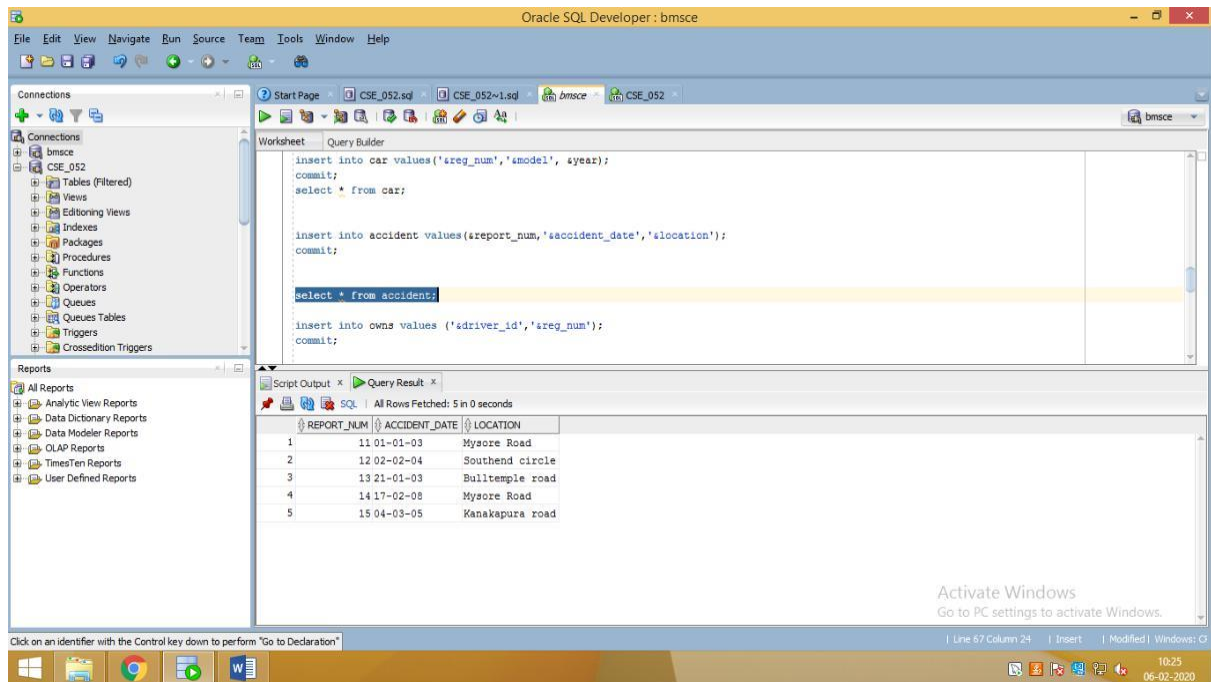 Oracle SQL Developer : bmsce
File Edit View Navigate Run Source Team Tools Window Help
Connections
Start Page CSE_052.sql CSE_052~1.sql bmsce CSE_052
bmsce
Connections
bmsce
CSE_052
Tables (Filtered)
Views
Editioning Views
Indexes
Packages
Procedures
Functions
Operators
Queues
Queues Tables
Triggers
Crossedition Triggers
Worksheet Query Builder
insert into car values('&reg_num','&model', &year);
commit;
select * from car;
insert into accident values(&report_num,'&accident_date','&location');
commit;
select * from accident;
insert into owns values ('&driver_id','&reg_num');
commit;
Reports
All Reports
Analytic View Reports
Data Dictionary Reports
Data Modeler Reports
OLAP Reports
TimesTen Reports
User Defined Reports
Script Output x Query Result x
SQL | All Rows Fetched: 5 in 0 seconds
REPORT_NUM ACCIDENT_DATE LOCATION
1 11 01-01-03 Mysore Road
2 12 02-02-04 Southend circle
3 13 21-01-03 Bulltemple road
4 14 17-02-08 Mysore Road
5 15 04-03-05 Kanakapura road
Activate Windows
Go to PC settings to activate Windows.
Click on an identifier with the Control key down to perform "Go to Declaration"
| Line 67 Column 24 | Insert | Modified | Windows: C
10:25
06-02-2020